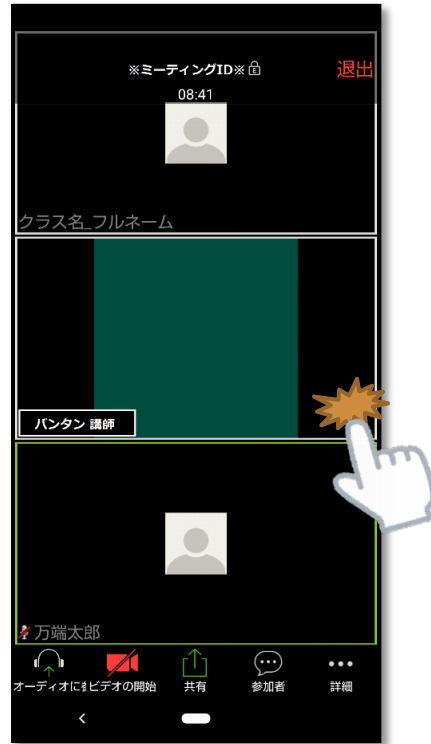 ※ミーティングID※
退出
08:41
クラス名_フルネーム
バンタン 講師
万端太郎
オーディオに参
ビデオの開始
共有
参加者
詳細